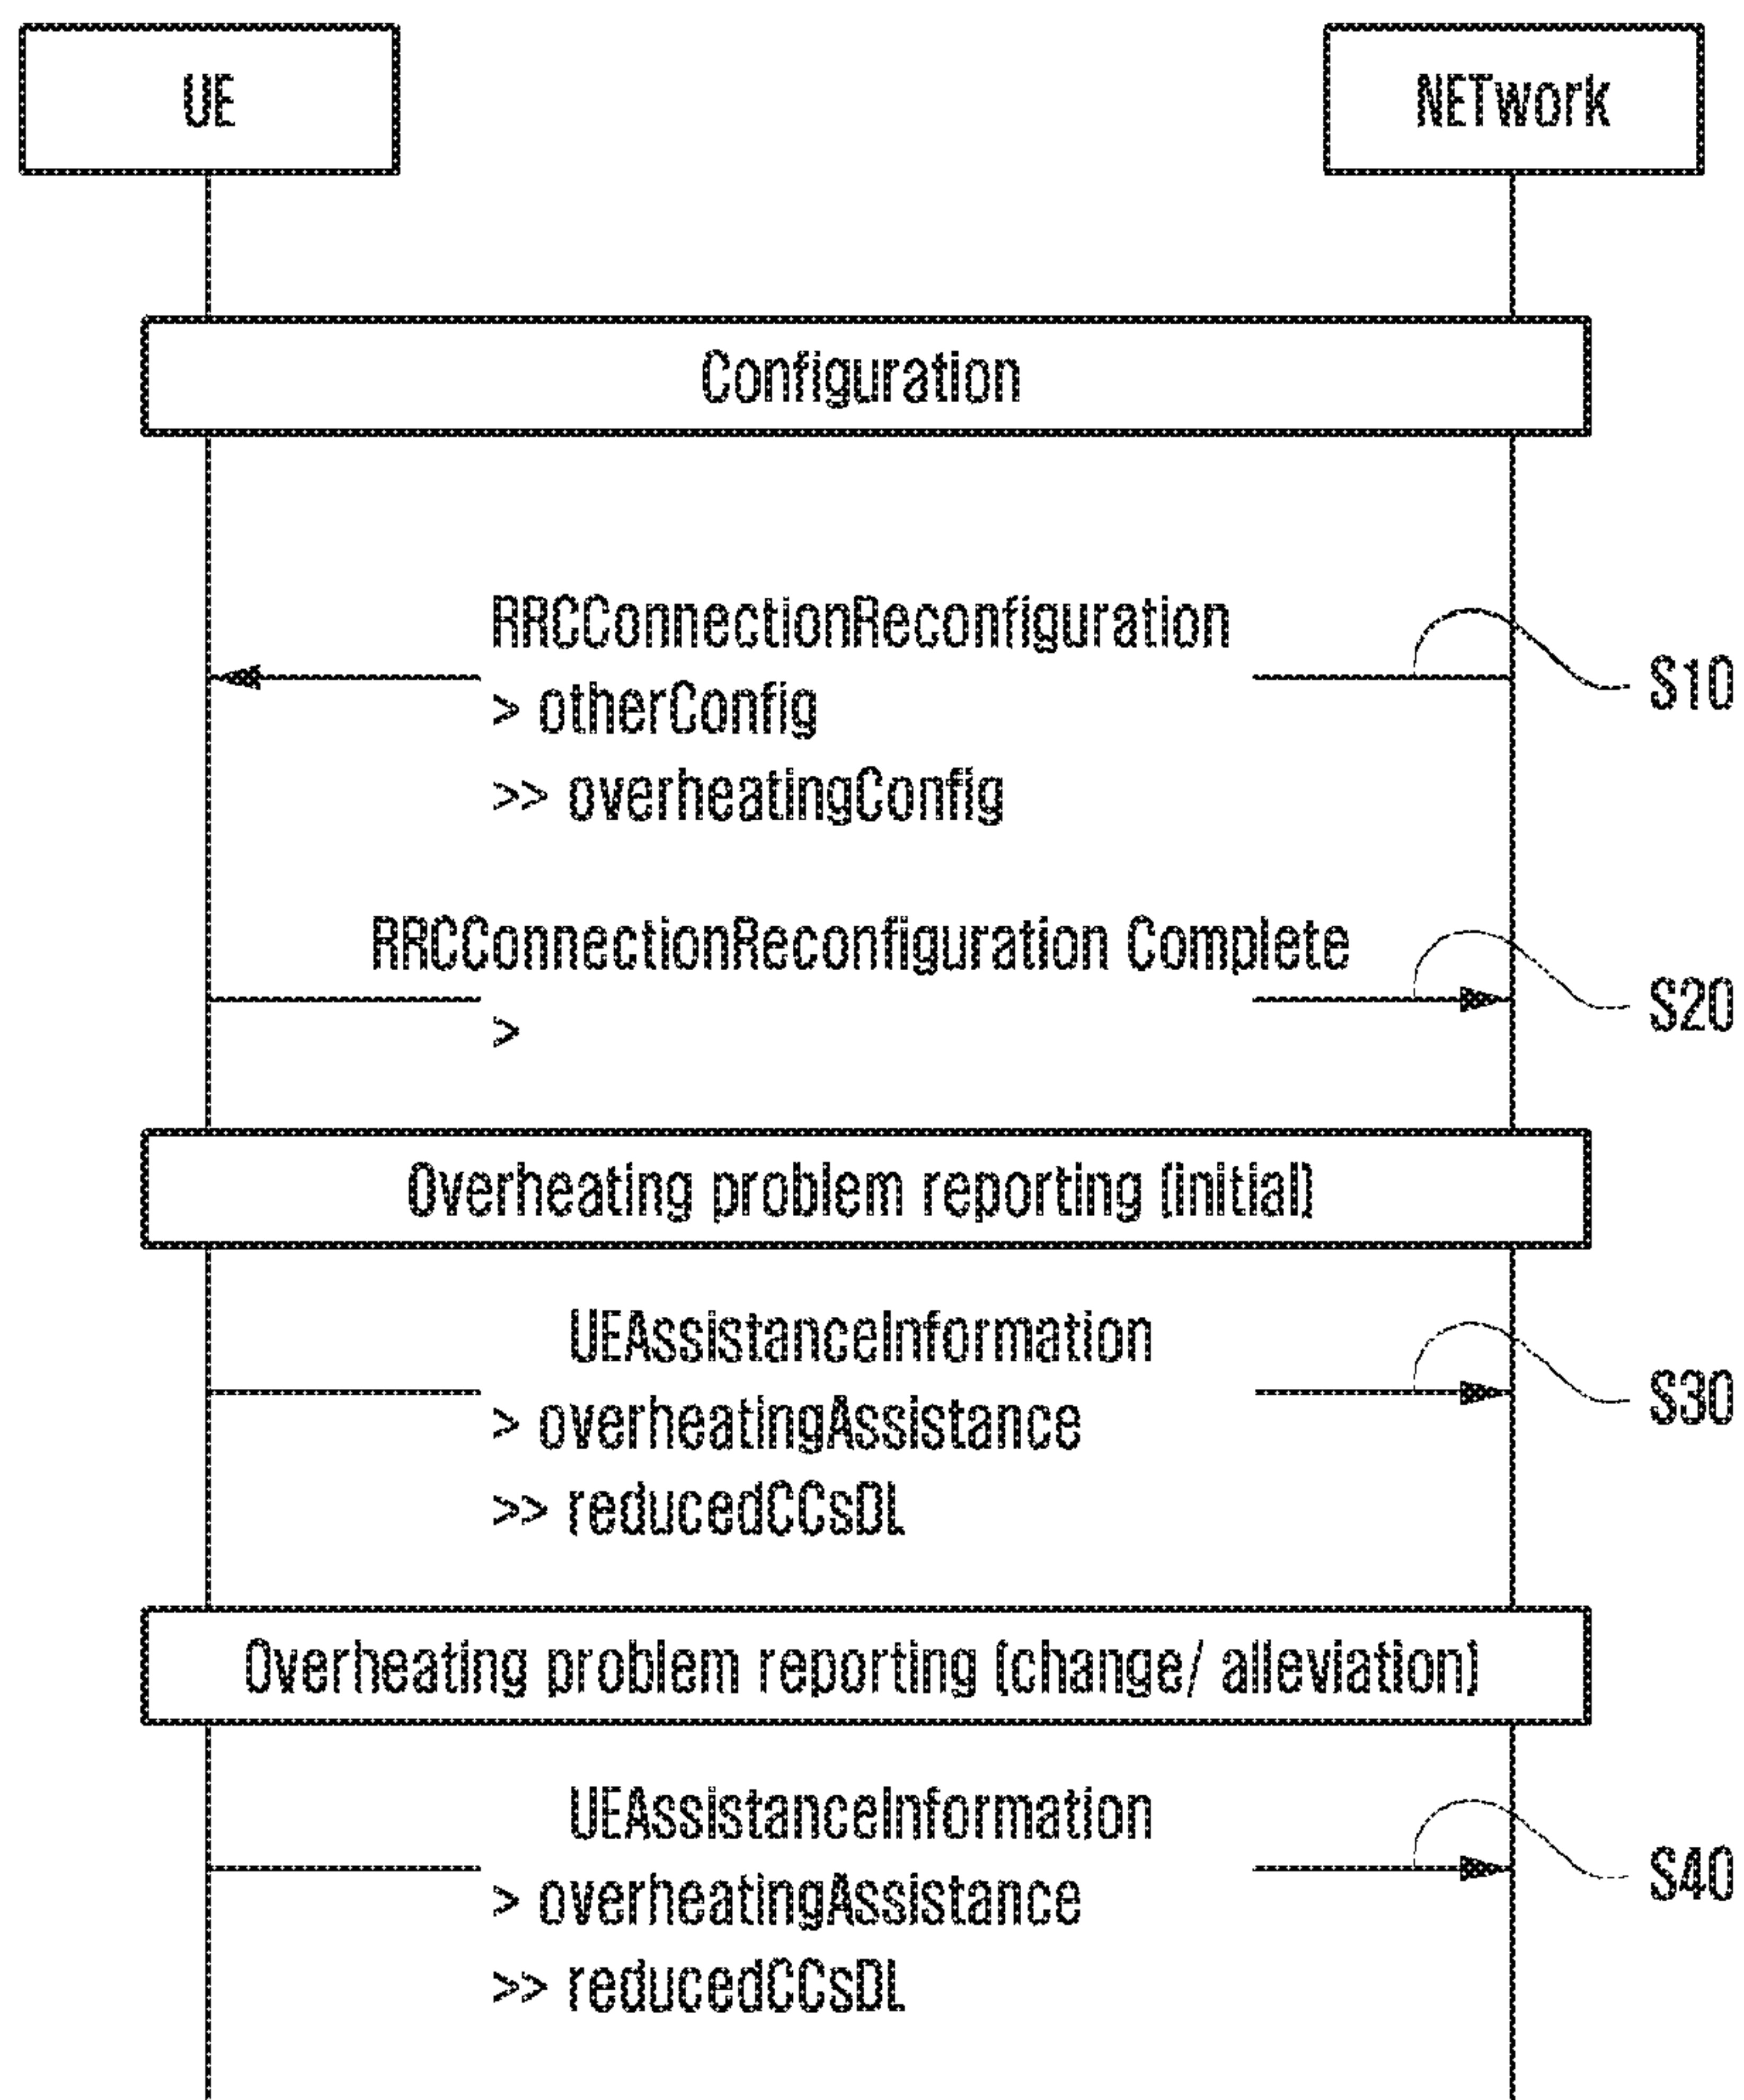 UE
NETwork
Configuration
RRCConnectionReconfiguration
> otherConfig
>> overheatingConfig
S10
RRCConnectionReconfiguration Complete
>
S20
Overheating problem reporting (initial)
UEAssistanceInformation
> overheatingAssistance
>> reducedCCsDL
S30
Overheating problem reporting (change/ alleviation)
UEAssistanceInformation
> overheatingAssistance
>> reducedCCsDL
S40